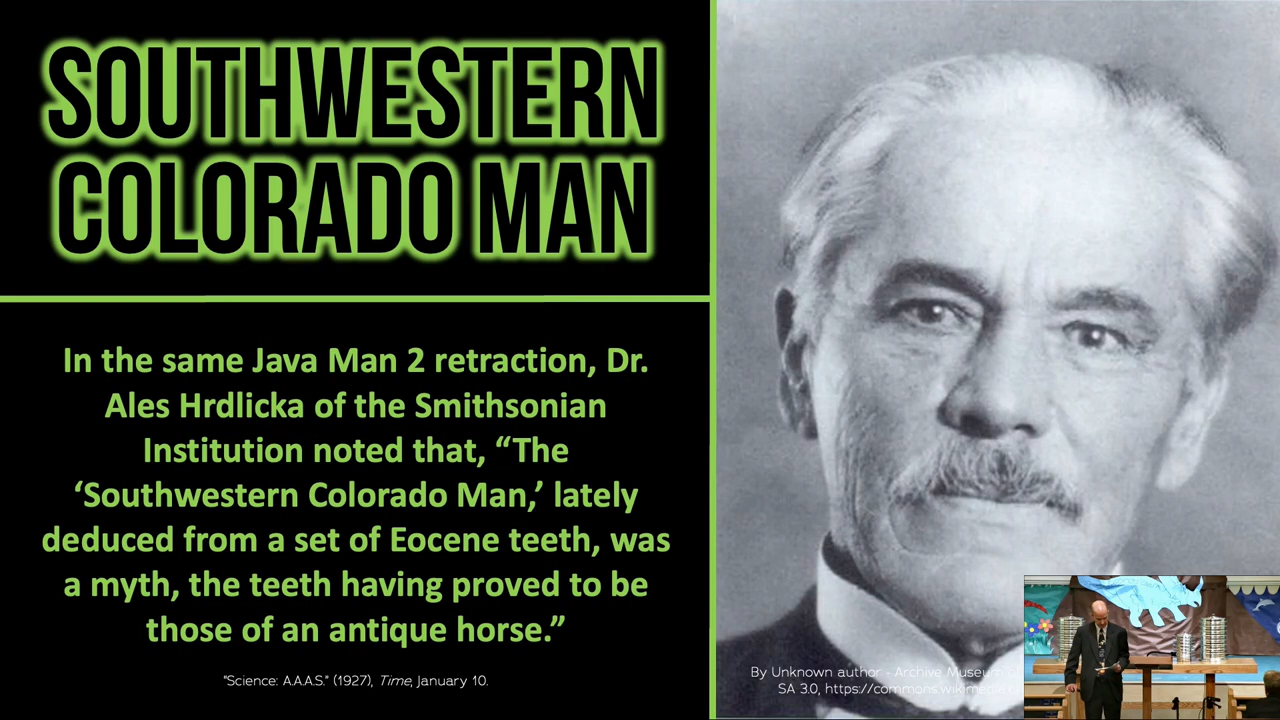 SOUTHWESTERN
COLORADO MAN
In the same Java Man 2 retraction, Dr.
Ales Hrdlicka of the Smithsonian
Institution noted that, “The
‘Southwestern Colorado Man,’ lately
deduced from a set of Eocene teeth, was
a myth, the teeth having proved to be
those of an antique horse.”
"Science: A.A.A.S." (1927), Time, January 10.
By Unknown author - Archive Museum
SA 3.0, https://commons.wikimedia